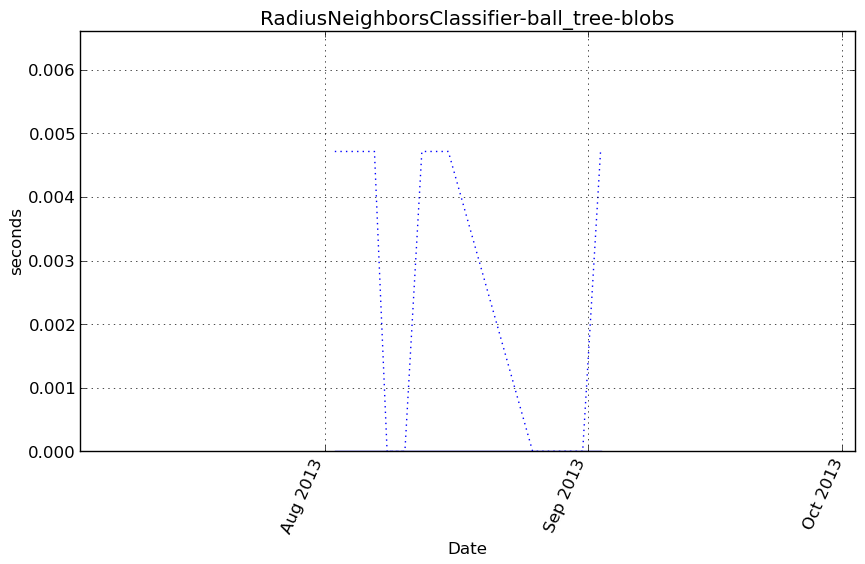 RadiusNeighborsClassifier-ball_tree-blobs
0.006
0.005
0.004
0.003
0.002
0.001
0.000
seconds
Aug 2013
Sep 2013
Oct 2013
Date